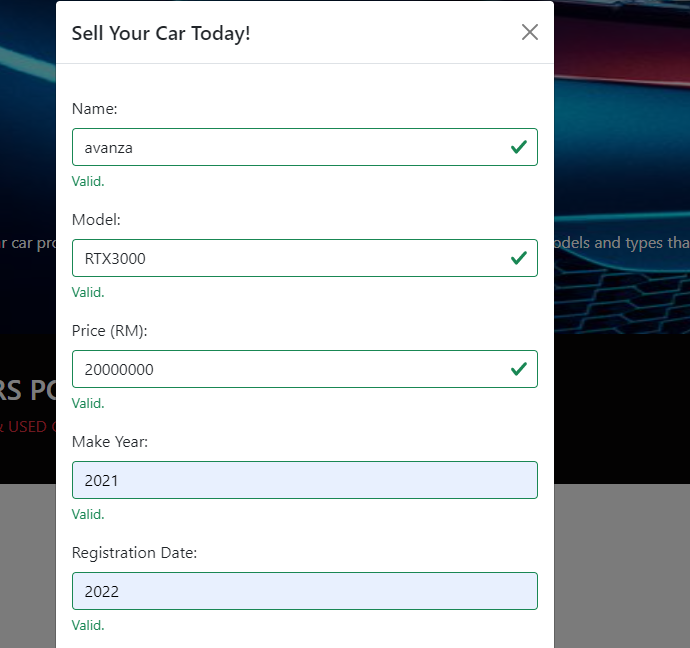 Sell Your Car Today!
Name:
avanza
Valid.
Model:
RTX3000
Valid.
r car pro
odels and types tha
Price (RM):
20000000
Valid.
RS PO
& USED
Make Year:
2021
Valid.
Registration Date:
2022
Valid.